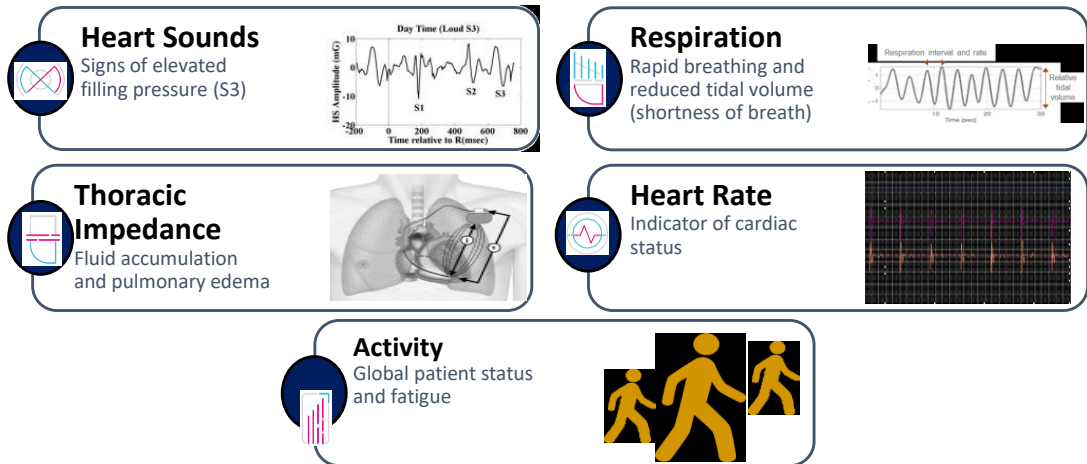 Heart Sounds
Signs of elevated
filling pressure (S3)
Day Time (Loud S3)
HS Amplitude (mG)
10
0
-10
-20
S1
S2
S3
-200
0
200
400
600
800
Time relative to R(msec)
Respiration
Rapid breathing and
reduced tidal volume
(shortness of breath)
Respiration interval and rate
Relative
tidal
volume
1
10
20
30
Time (sec)
Thoracic
Impedance
Fluid accumulation
and pulmonary edema
Heart Rate
Indicator of cardiac
status
Activity
Global patient status
and fatigue